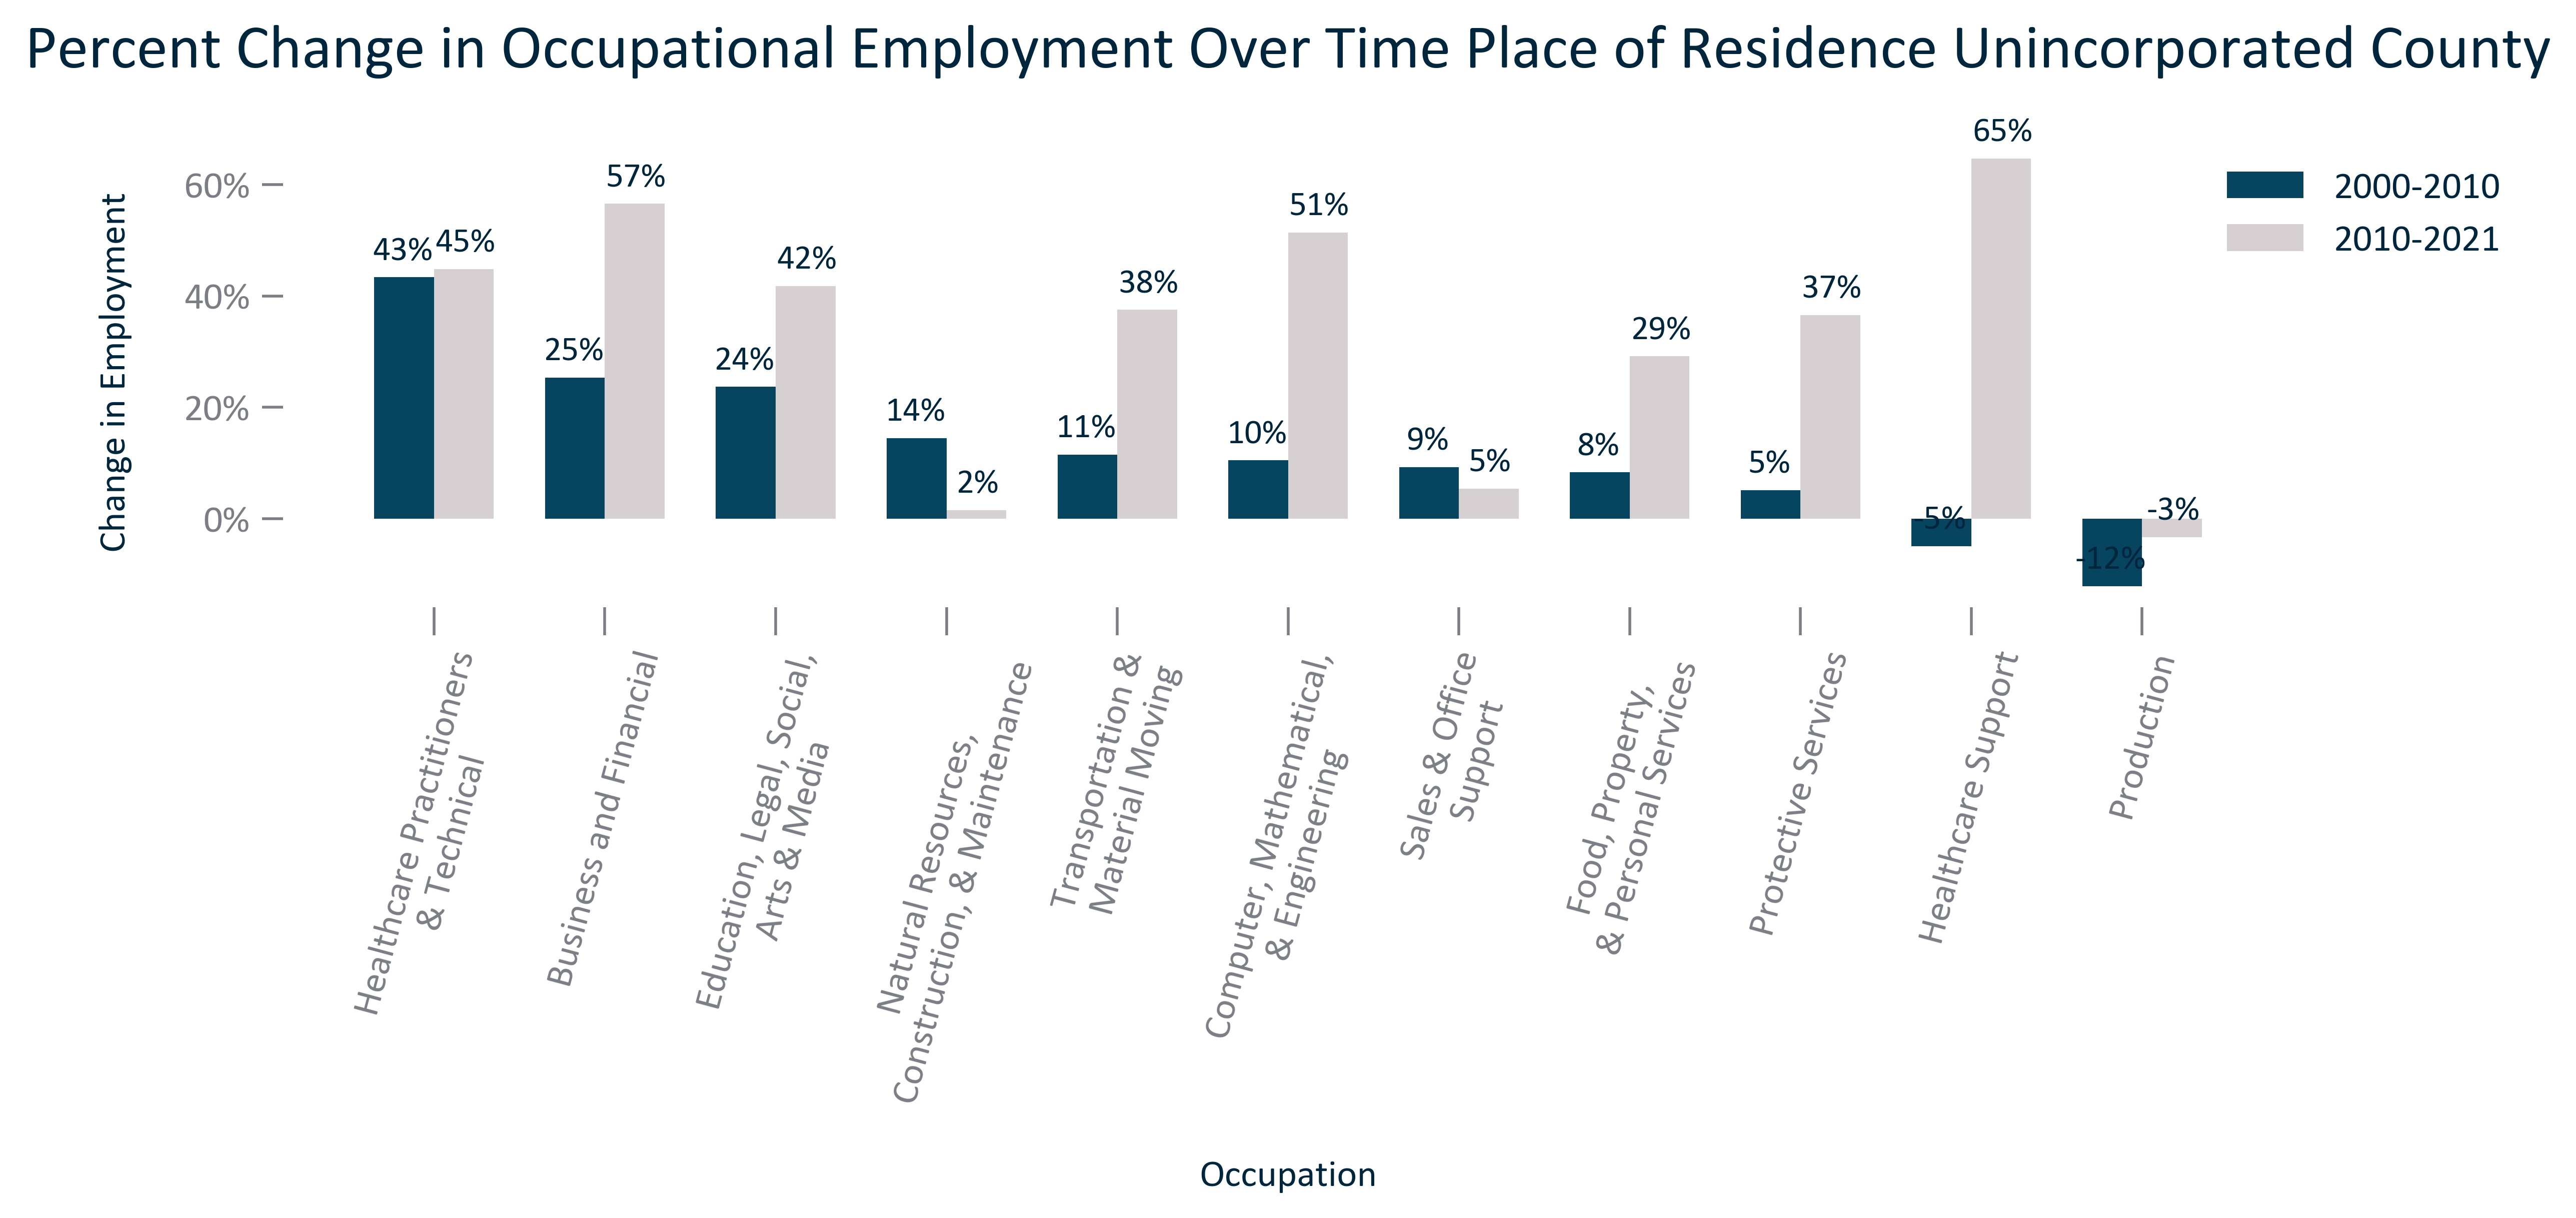 Percent Change in Occupational Employment Over Time Place of Residence Unincorporated County
Change in Employment
60%
40%
20%
0%
43%
45%
25%
57%
24%
42%
14%
2%
11%
38%
10%
51%
9%
5%
8%
29%
5%
37%
-5%
65%
-12%
-3%
2000-2010
2010-2021
Healthcare Practitioners
& Technical
Business and Financial
Education, Legal, Social,
Arts & Media
Natural Resources,
Construction, & Maintenance
Transportation &
Material Moving
Computer, Mathematical,
& Engineering
Sales & Office
Support
Food, Property,
& Personal Services
Protective Services
Healthcare Support
Production
Occupation